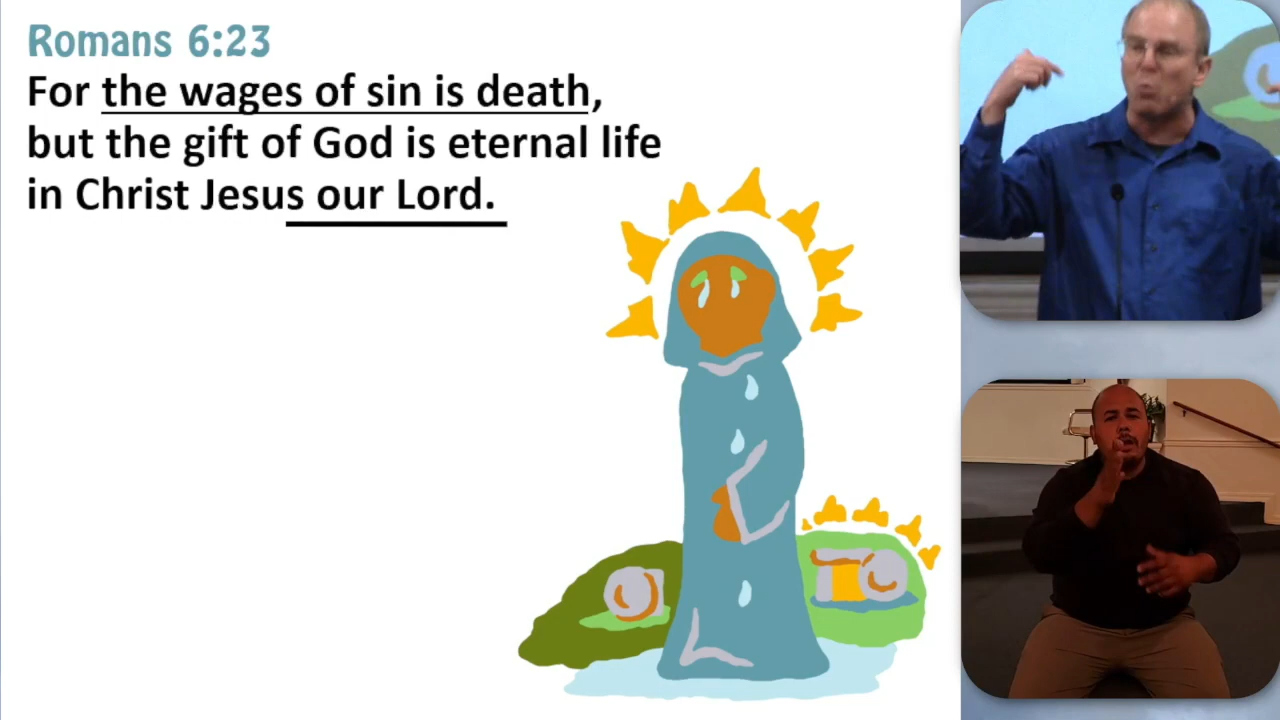 Romans 6:23
For the wages of sin is death,
but the gift of God is eternal life
in Christ Jesus our Lord.